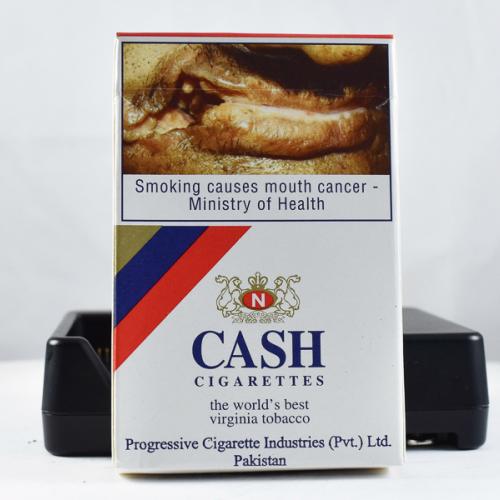 Smoking causes mouth cancer -
Ministry of Health
N
CASH
CIGARETTES
the world's best
virginia tobacco
Progressive Cigarette Industries (Pvt.) Ltd.
Pakistan